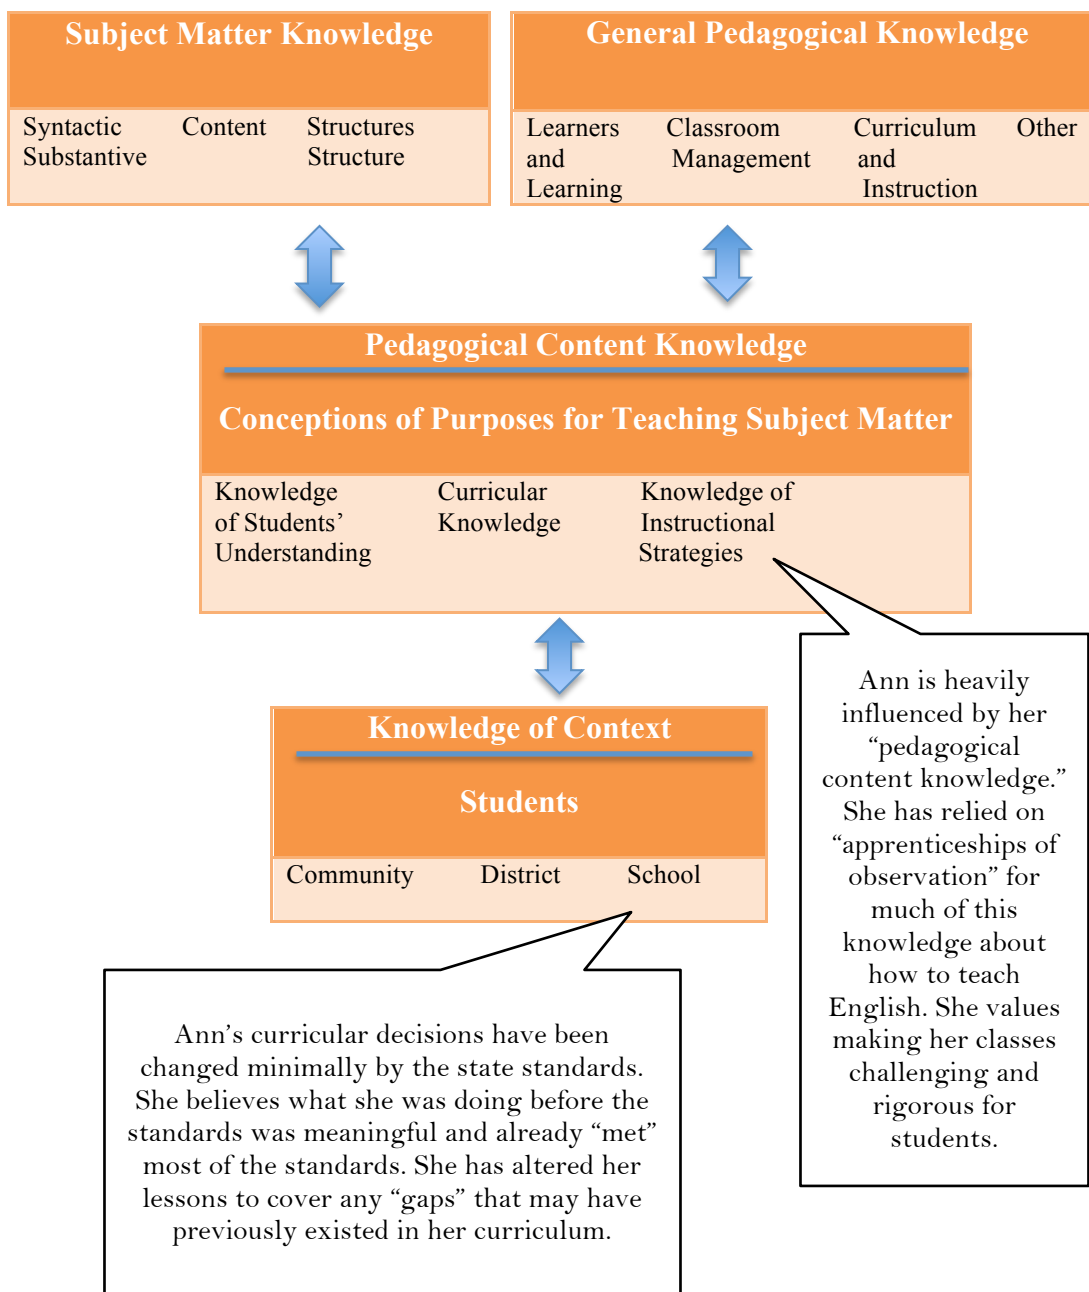 Subject Matter Knowledge
Syntactic Content Structures
Substantive Structure
General Pedagogical Knowledge
Learners Classroom Curriculum Other
and Management and
Learning Instruction
Pedagogical Content Knowledge
Conceptions of Purposes for Teaching Subject Matter
Knowledge Curricular Knowledge of
of Students’ Knowledge Instructional
Understanding Strategies
Knowledge of Context
Students
Community District School
Ann is heavily
influenced by her
“pedagogical
content knowledge.”
She has relied on
“apprenticeships of
observation” for
much of this
knowledge about
how to teach
English. She values
making her classes
challenging and
rigorous for
students.
Ann’s curricular decisions have been
changed minimally by the state standards.
She believes what she was doing before the
standards was meaningful and already “met”
most of the standards. She has altered her
lessons to cover any “gaps” that may have
previously existed in her curriculum.